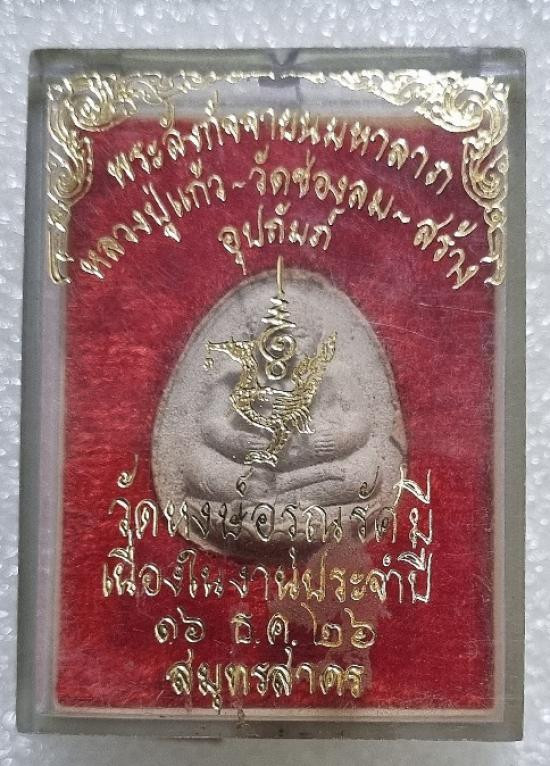 พระสังกัจจายน์มหาลาภ
หลวงปู่แก้ว~วัดช่องลม~สร้าง
อุปถัมภ์
วัดหงษ์อรุณรัศมี
เนื่องในงานประจำปี
๑๖ ธ.ค.๒๖
สมุทรสาคร